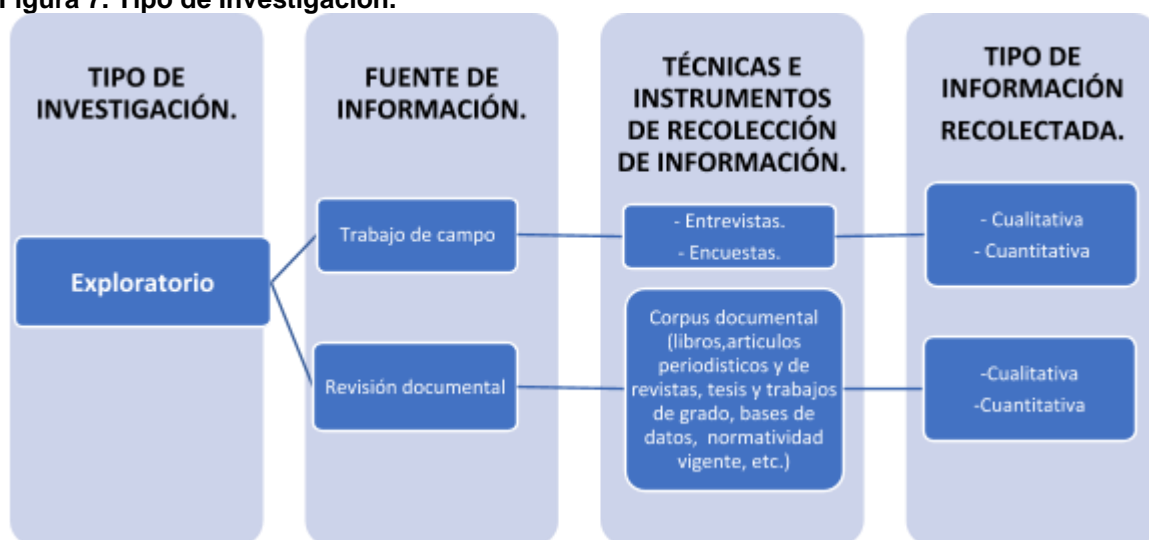 Figura 7. Tipo de investigación.
TIPO DE
INVESTIGACIÓN.
Exploratorio
FUENTE DE
INFORMACIÓN.
Trabajo de campo
Revisión documental
TÉCNICAS E
INSTRUMENTOS
DE RECOLECCIÓN
DE INFORMACIÓN.
- Entrevistas.
- Encuestas.
Corpus documental
(libros,articulos
periodisticos y de
revistas, tesis y trabajos
de grado, bases de
datos, normatividad
vigente, etc.)
TIPO DE
INFORMACIÓN
RECOLECTADA.
- Cualitativa
- Cuantitativa
-Cualitativa
-Cuantitativa